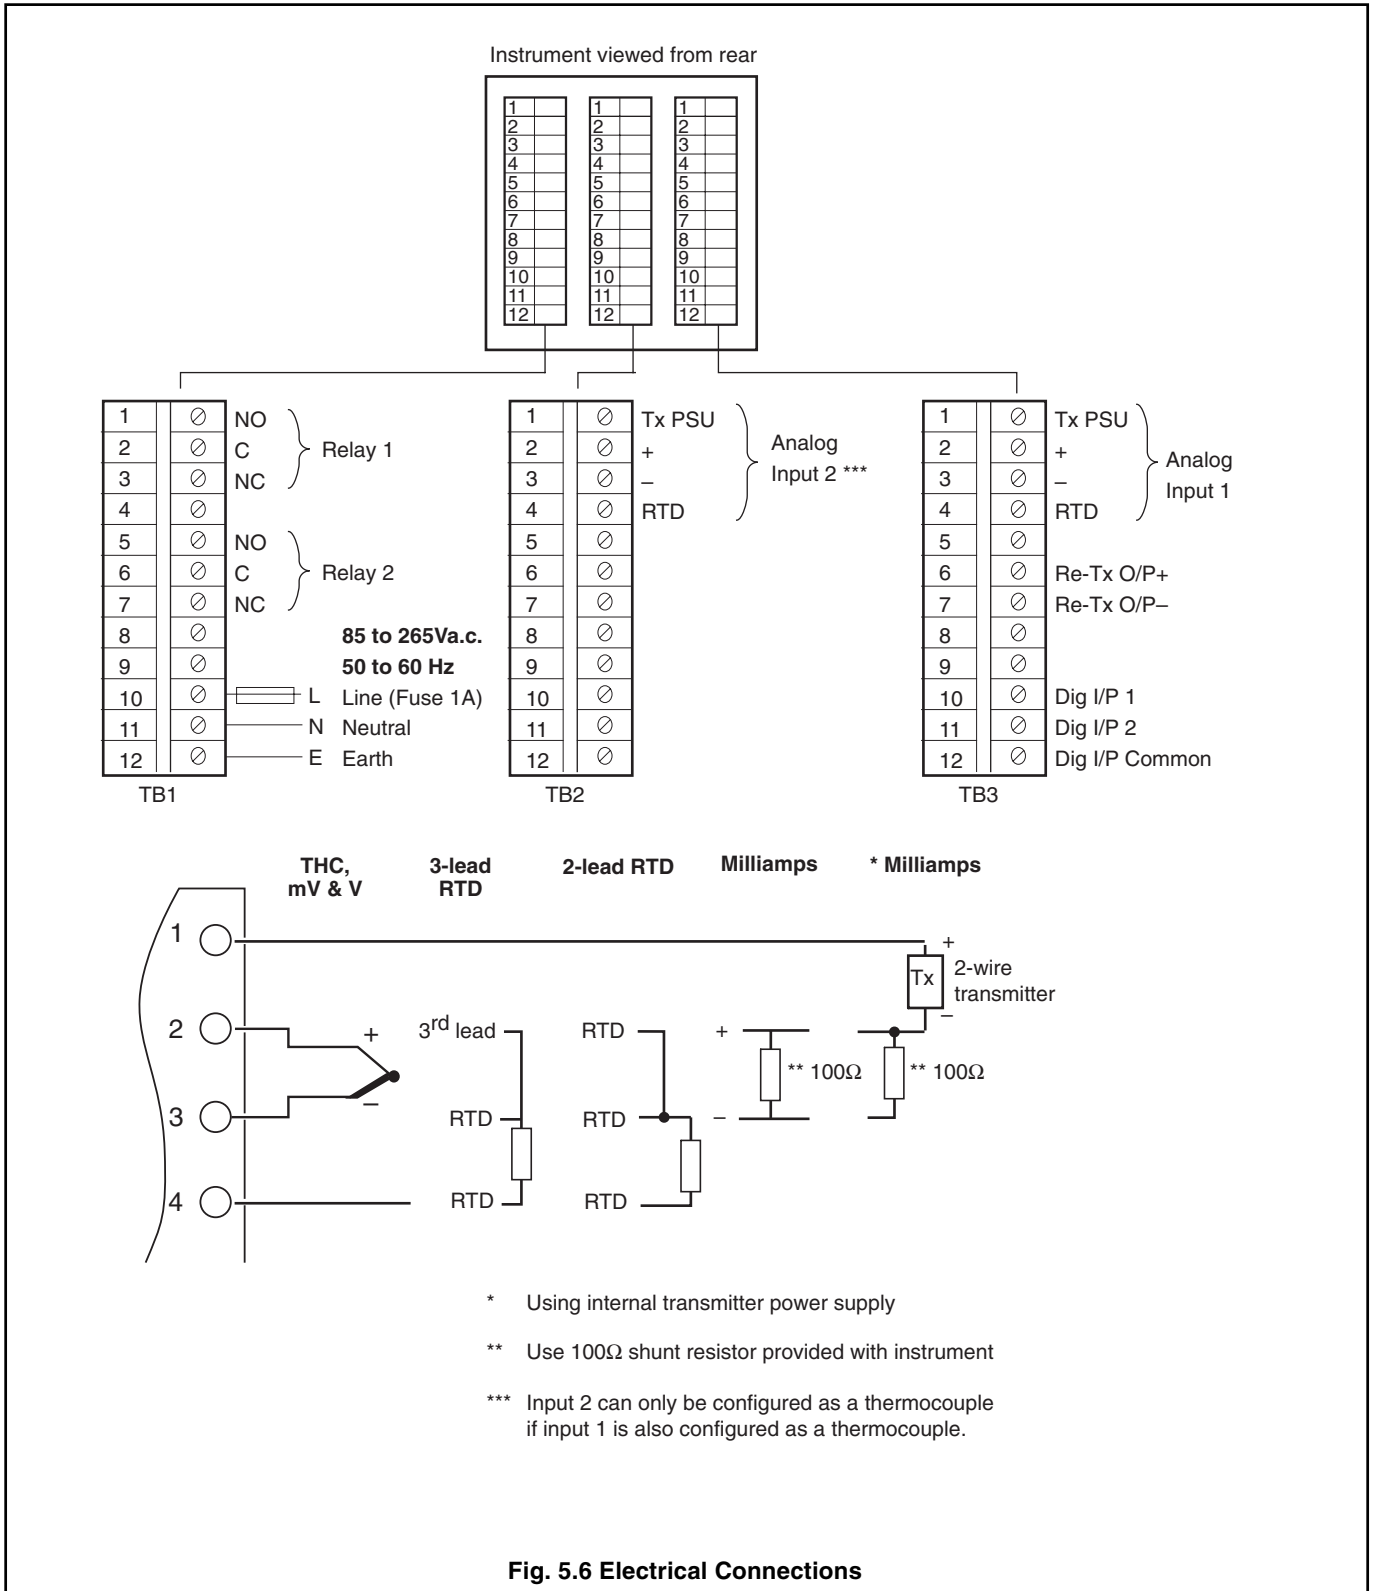 Instrument viewed from rear
1 1 1
2 2 2
3 3 3
4 4 4
5 5 5
6 6 6
7 7 7
8 8 8
9 9 9
10 10 10
11 11 11
12 12 12
1 NO
2 C Relay 1
3 NC
4
5 NO
6 C Relay 2
7 NC
8 85 to 265Va.c.
9 50 to 60 Hz
10 L Line (Fuse 1A)
11 N Neutral
12 E Earth
TB1
1 Tx PSU
2 +
3 –
4 RTD
Analog
Input 2 ***
5
6
7
8
9
10
11
12
TB2
1 Tx PSU
2 +
3 –
4 RTD
Analog
Input 1
5
6 Re-Tx O/P+
7 Re-Tx O/P–
8
9
10 Dig I/P 1
11 Dig I/P 2
12 Dig I/P Common
TB3
THC,
mV & V
3-lead
RTD
2-lead RTD
Milliamps
* Milliamps
1
+
Tx
2-wire
transmitter
–
2
+
3rd lead
RTD
+
** 100Ω
** 100Ω
3
–
RTD
RTD
–
4
RTD
RTD
* Using internal transmitter power supply
** Use 100Ω shunt resistor provided with instrument
*** Input 2 can only be configured as a thermocouple
if input 1 is also configured as a thermocouple.
Fig. 5.6 Electrical Connections